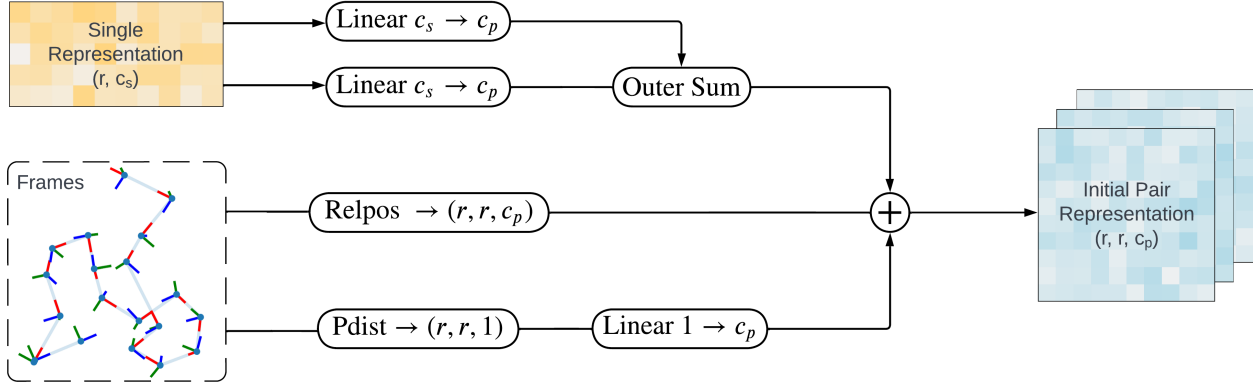 Single
Representation
(r, cₛ)
Linear cₛ → cₚ
Linear cₛ → cₚ
Outer Sum
Frames
Relpos → (r, r, cₚ)
Pdist → (r, r, 1)
Linear 1 → cₚ
+
Initial Pair
Representation
(r, r, cₚ)